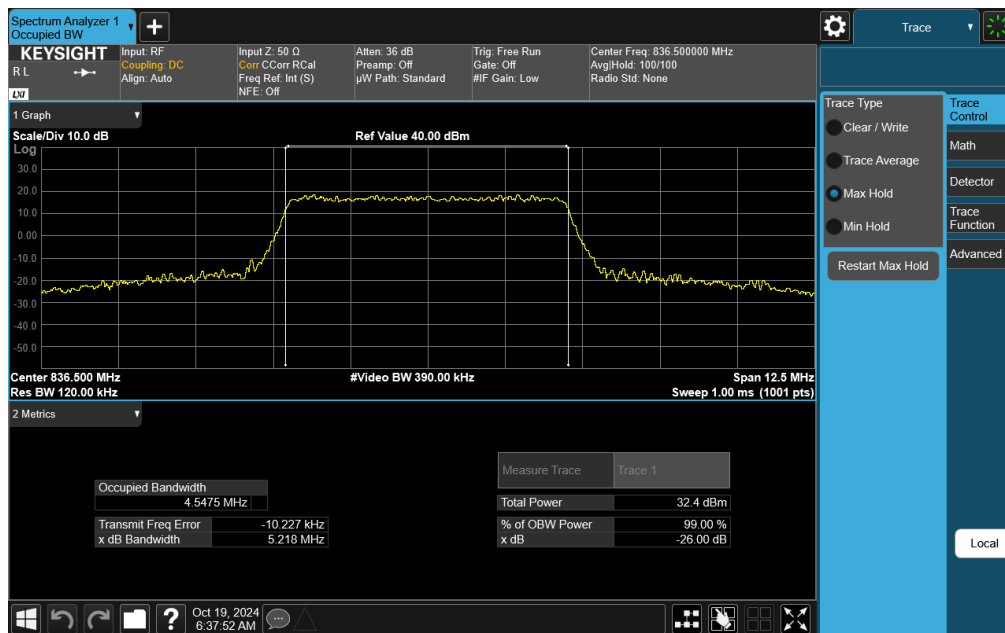 Spectrum Analyzer 1
Occupied BW
+
Trace
KEYSIGHT
R L
LXI
Input: RF
Coupling: DC
Align: Auto
Input Z: 50 Ω
Corr CCorr RCal
Freq Ref: Int (S)
NFE: Off
Atten: 36 dB
Preamp: Off
µW Path: Standard
Trig: Free Run
Gate: Off
#IF Gain: Low
Center Freq: 836.500000 MHz
Avg|Hold: 100/100
Radio Std: None
1 Graph
Scale/Div 10.0 dB
Ref Value 40.00 dBm
Log
30.0
20.0
10.0
0.00
-10.0
-20.0
-30.0
-40.0
-50.0
Center 836.500 MHz
#Video BW 390.00 kHz
Span 12.5 MHz
Res BW 120.00 kHz
Sweep 1.00 ms (1001 pts)
2 Metrics
Measure Trace Trace 1
Occupied Bandwidth
4.5475 MHz
Total Power 32.4 dBm
Transmit Freq Error -10.227 kHz
% of OBW Power 99.00 %
x dB Bandwidth 5.218 MHz
x dB -26.00 dB
Trace Type
Clear / Write
Trace Average
Max Hold
Min Hold
Restart Max Hold
Trace
Control
Math
Detector
Trace
Function
Advanced
Local
?
Oct 19, 2024
6:37:52 AM